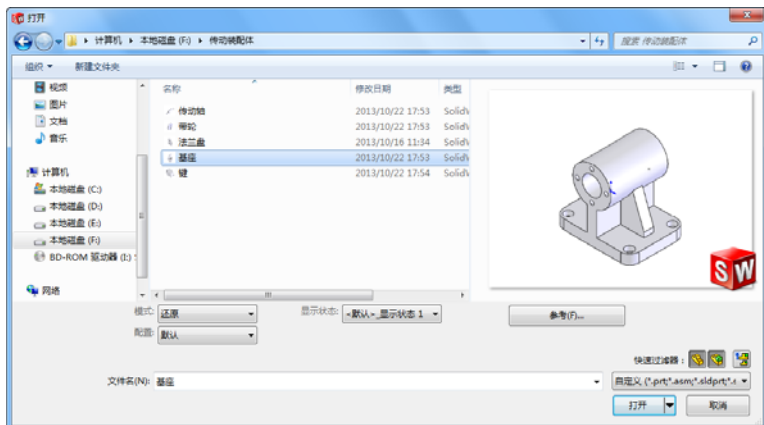 打开
计算机 本地磁盘 (F:) 传动装配体
搜索 传动装配体
组织 新建文件夹
名称 修改日期 类型
传动轴 2013/10/22 17:53 SolidW
带轮 2013/10/22 17:53 SolidW
法兰盘 2013/10/16 11:34 SolidW
基座 2013/10/22 17:53 SolidW
键 2013/10/22 17:54 SolidW
视频
图片
文档
音乐
计算机
本地磁盘 (C:)
本地磁盘 (D:)
本地磁盘 (E:)
本地磁盘 (F:)
BD-ROM 驱动器 (I:)
网络
SW
模式: 还原
显示状态: <默认>_显示状态 1
参考(F)...
配置: 默认
快速过滤器:
文件名(N): 基座
自定义 (*.prt;*.asm;*.sldprt;*.s
打开 取消